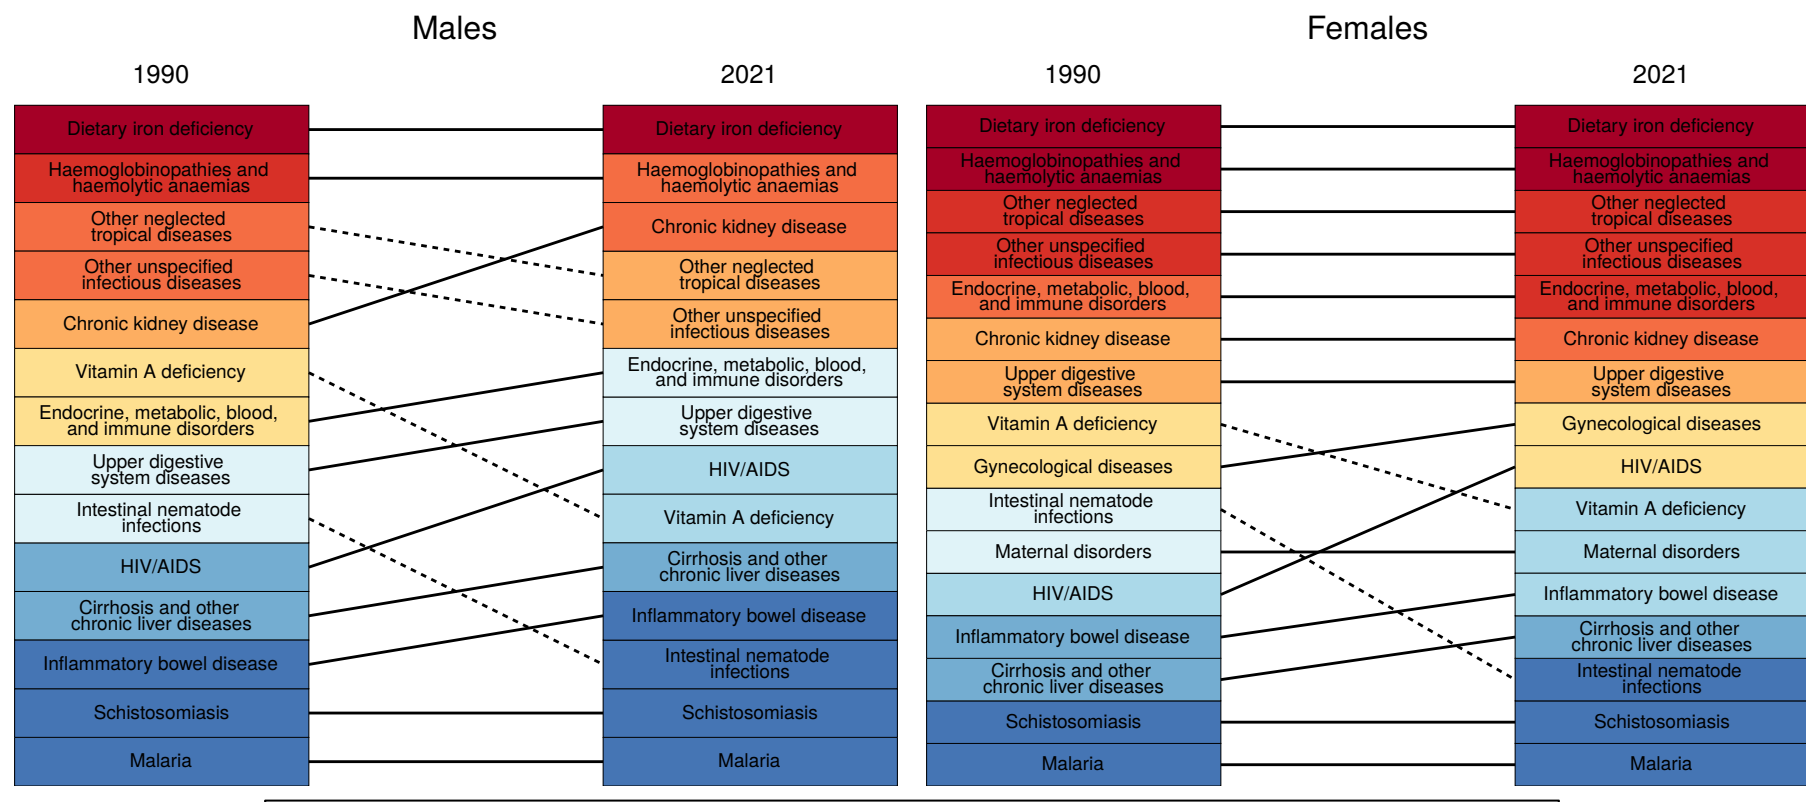 Males
1990
2021
Dietary iron deficiency
Haemoglobinopathies and
haemolytic anaemias
Other neglected
tropical diseases
Other unspecified
infectious diseases
Chronic kidney disease
Vitamin A deficiency
Endocrine, metabolic, blood,
and immune disorders
Upper digestive
system diseases
Intestinal nematode
infections
HIV/AIDS
Cirrhosis and other
chronic liver diseases
Inflammatory bowel disease
Schistosomiasis
Malaria
Dietary iron deficiency
Haemoglobinopathies and
haemolytic anaemias
Chronic kidney disease
Other neglected
tropical diseases
Other unspecified
infectious diseases
Endocrine, metabolic, blood,
and immune disorders
Upper digestive
system diseases
HIV/AIDS
Vitamin A deficiency
Cirrhosis and other
chronic liver diseases
Inflammatory bowel disease
Intestinal nematode
infections
Schistosomiasis
Malaria
Females
1990
2021
Dietary iron deficiency
Haemoglobinopathies and
haemolytic anaemias
Other neglected
tropical diseases
Other unspecified
infectious diseases
Endocrine, metabolic, blood,
and immune disorders
Chronic kidney disease
Upper digestive
system diseases
Vitamin A deficiency
Gynecological diseases
Intestinal nematode
infections
Maternal disorders
HIV/AIDS
Inflammatory bowel disease
Cirrhosis and other
chronic liver diseases
Schistosomiasis
Malaria
Dietary iron deficiency
Haemoglobinopathies and
haemolytic anaemias
Other neglected
tropical diseases
Other unspecified
infectious diseases
Endocrine, metabolic, blood,
and immune disorders
Chronic kidney disease
Upper digestive
system diseases
Gynecological diseases
HIV/AIDS
Vitamin A deficiency
Maternal disorders
Inflammatory bowel disease
Cirrhosis and other
chronic liver diseases
Intestinal nematode
infections
Schistosomiasis
Malaria